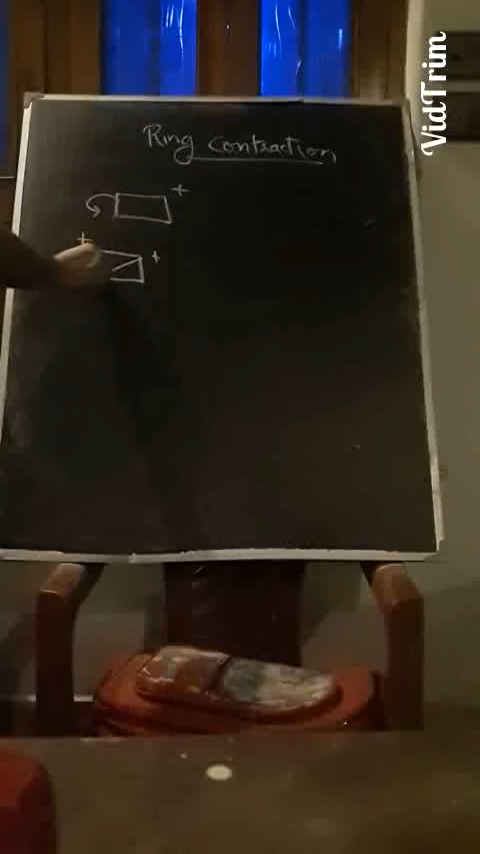 VidTrim
Ring contraction
+
+ +